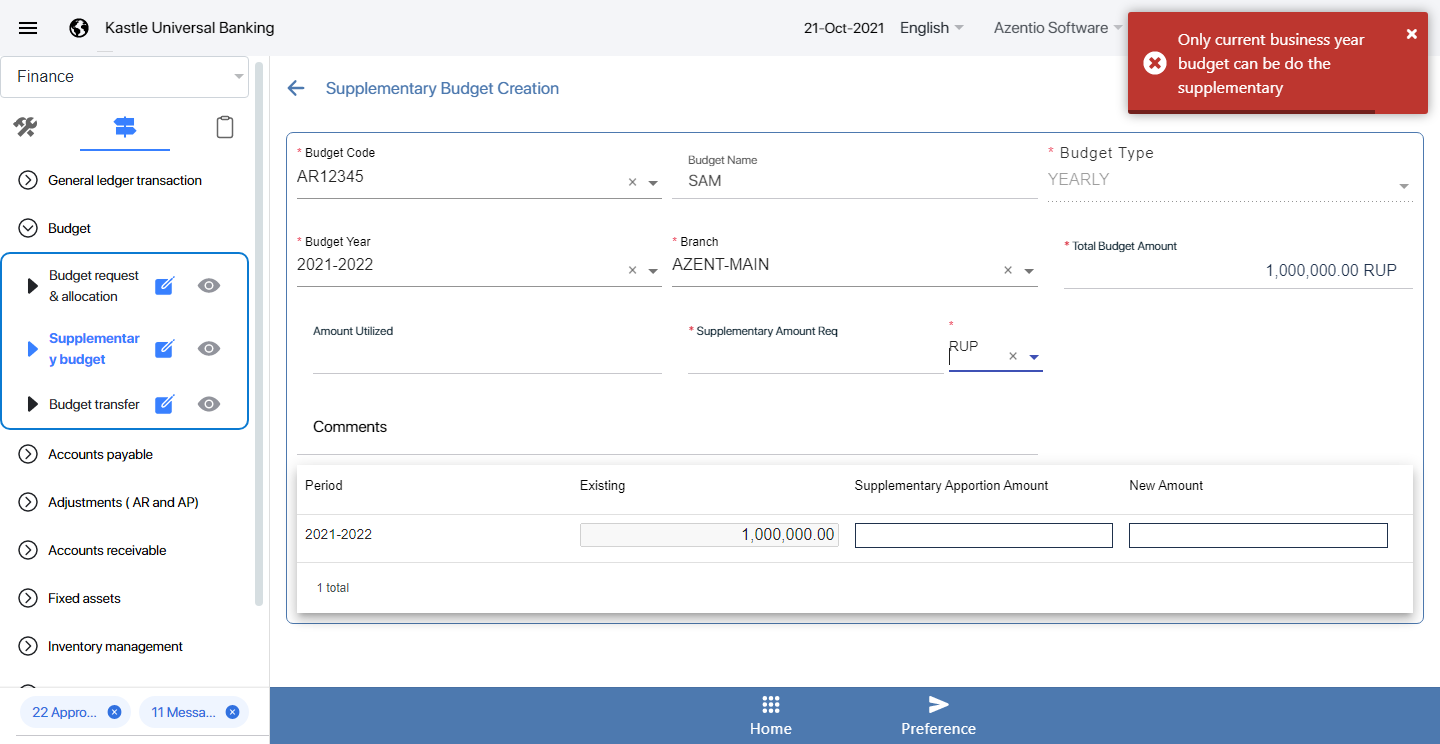 Kastle Universal Banking
21-Oct-2021
English
Azentio Software
Only current business year
budget can be do the
supplementary
Finance
General ledger transaction
Budget
Budget request
& allocation
Supplementar
y budget
Budget transfer
Accounts payable
Adjustments ( AR and AP)
Accounts receivable
Fixed assets
Inventory management
22 Appro...
11 Messa...
Supplementary Budget Creation
* Budget Code
AR12345
Budget Name
SAM
* Budget Type
YEARLY
* Budget Year
2021-2022
* Branch
AZENT-MAIN
* Total Budget Amount
1,000,000.00 RUP
Amount Utilized
* Supplementary Amount Req
*
RUP
Comments
Period Existing Supplementary Apportion Amount New Amount
2021-2022 1,000,000.00
1 total
Home
Preference